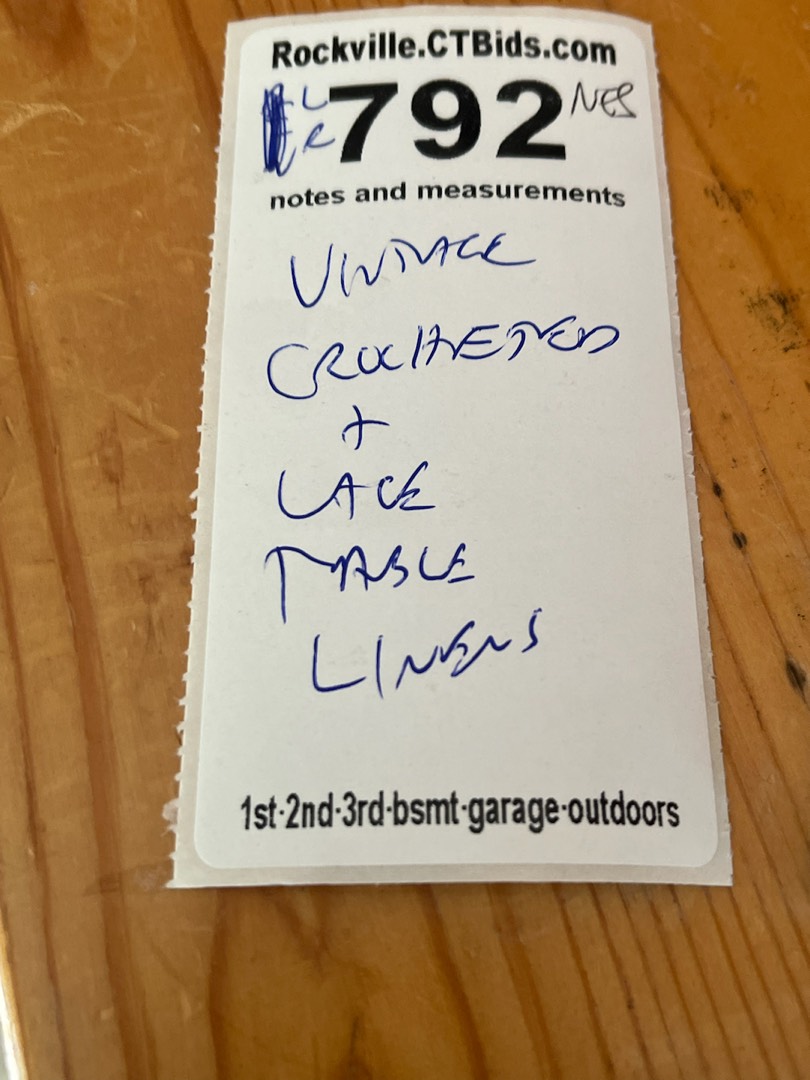 Rockville.CTBids.com
LR 792 NES
notes and measurements
VINTAGE
CROCHETED
+
LACE
TABLE
LINENS
1st·2nd·3rd·bsmt·garage·outdoors